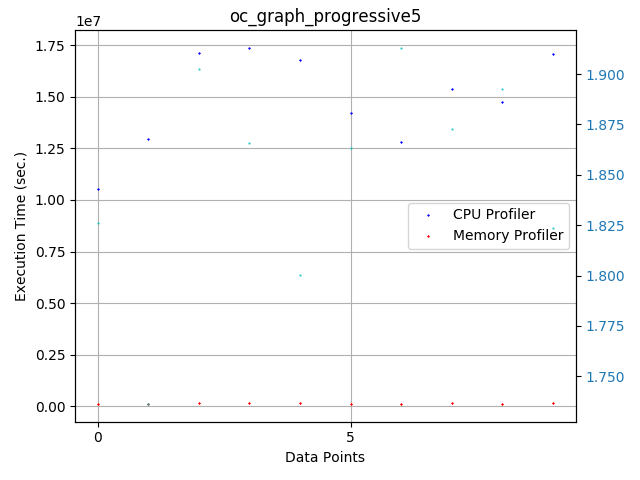 oc_graph_progressive5
1e7
1.75
1.50
1.25
1.00
0.75
0.50
0.25
0.00
Execution Time (sec.)
0
5
Data Points
CPU Profiler
Memory Profiler
1.900
1.875
1.850
1.825
1.800
1.775
1.750